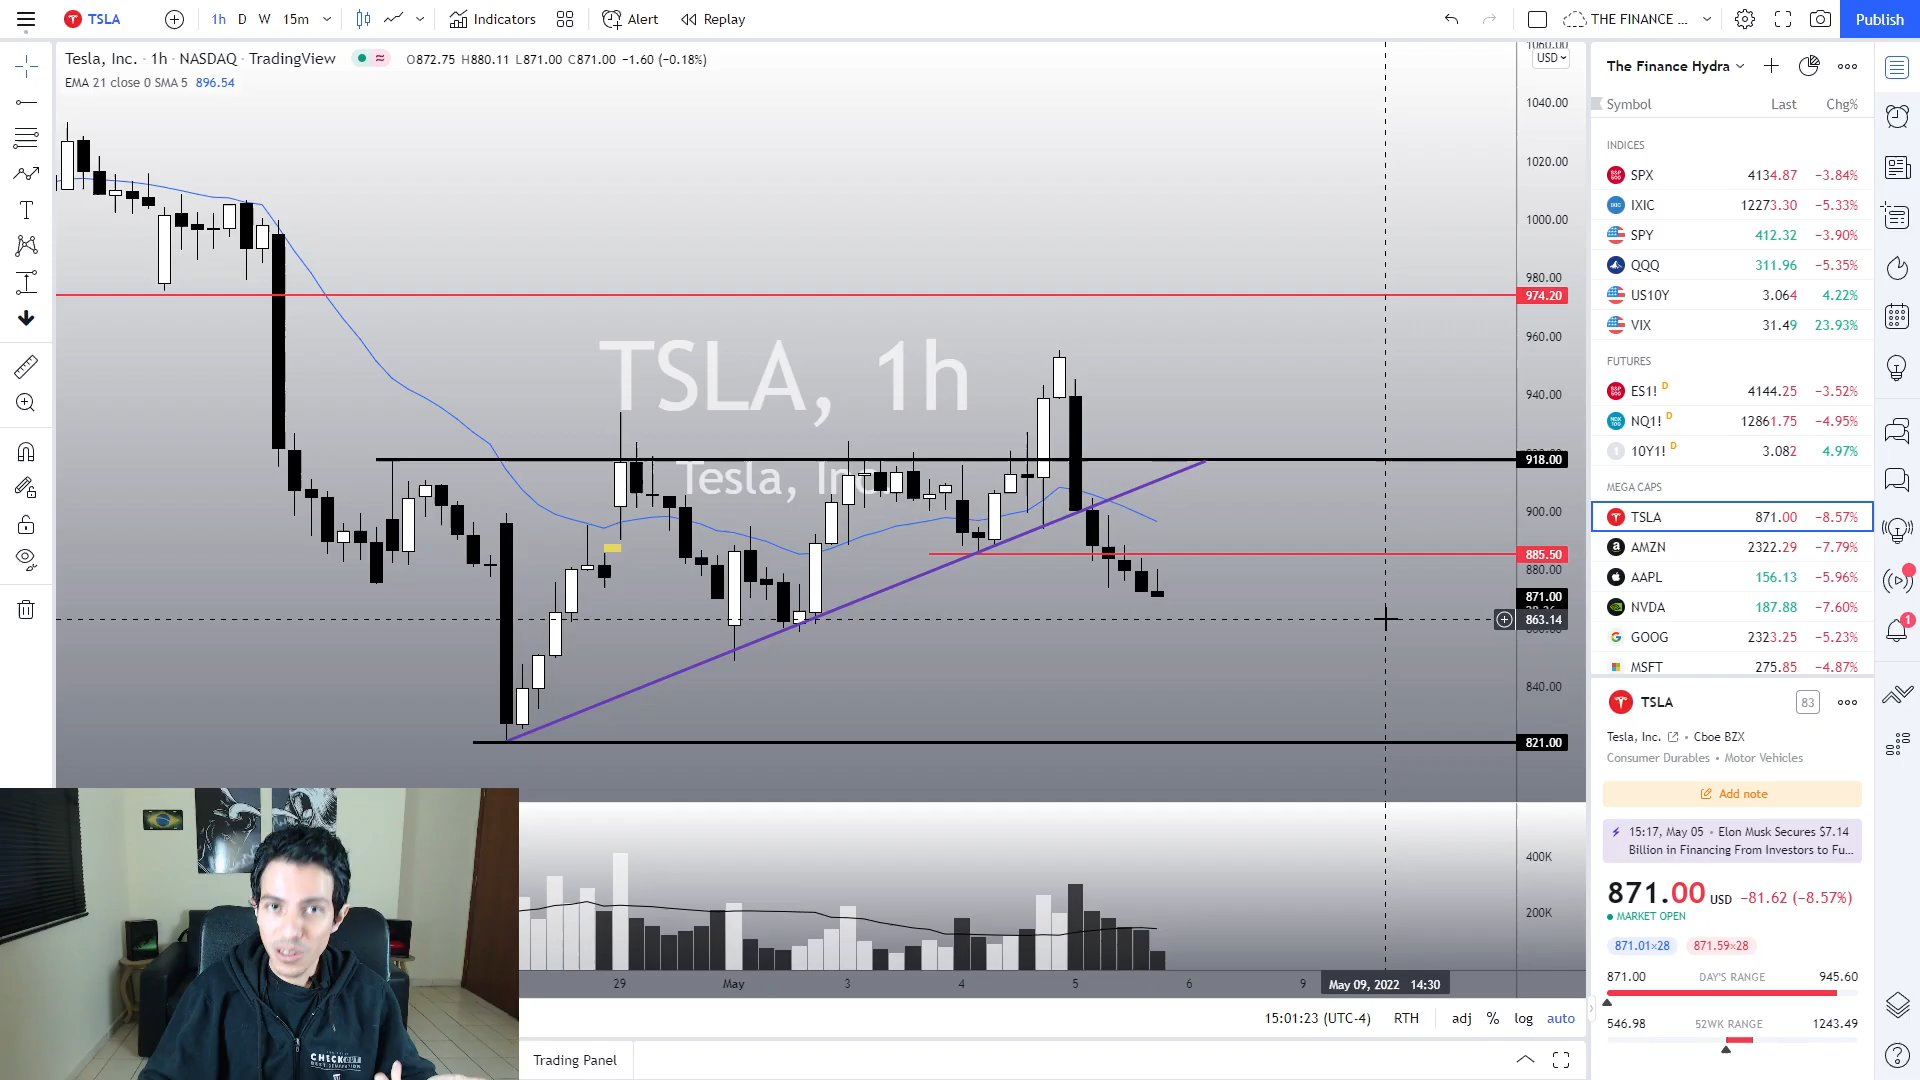 TSLA
1h
D
W
15m
Indicators
Alert
Replay
THE FINANCE ...
Publish
Tesla, Inc. · 1h · NASDAQ · TradingView
O872.75 H880.11 L871.00 C871.00 −1.60 (−0.18%)
EMA 21 close 0 SMA 5 896.54
TSLA, 1h
Tesla, Inc.
USD
1060.00
1040.00
1020.00
1000.00
980.00
974.20
960.00
940.00
918.00
900.00
885.50
880.00
871.00
863.14
840.00
821.00
400K
200K
29
May
3
4
5
6
9
May 09, 2022 14:30
15:01:23 (UTC-4)
RTH
adj
%
log
auto
Trading Panel
CHECKOUT
The Finance Hydra
Symbol Last Chg%
INDICES
SPX 4134.87 −3.84%
IXIC 12273.30 −5.33%
SPY 412.32 −3.90%
QQQ 311.96 −5.35%
US10Y 3.064 4.22%
VIX 31.49 23.93%
FUTURES
ES1! D 4144.25 −3.52%
NQ1! D 12861.75 −4.95%
10Y1! D 3.082 4.97%
MEGA CAPS
TSLA 871.00 −8.57%
AMZN 2322.29 −7.79%
AAPL 156.13 −5.96%
NVDA 187.88 −7.60%
GOOG 2323.25 −5.23%
MSFT 275.85 −4.87%
TSLA
83
Tesla, Inc. • Cboe BZX
Consumer Durables • Motor Vehicles
Add note
15:17, May 05 • Elon Musk Secures $7.14
Billion in Financing From Investors to Fu...
871.00 USD −81.62 (−8.57%)
MARKET OPEN
871.01×28
871.59×28
871.00 DAY'S RANGE 945.60
546.98 52WK RANGE 1243.49
1